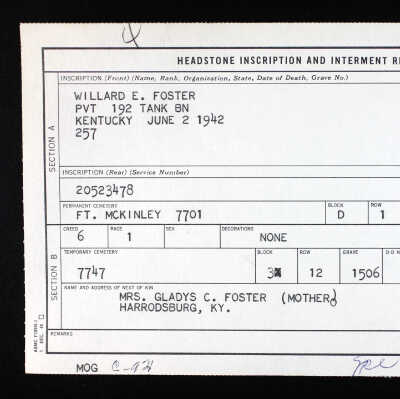 HEADSTONE INSCRIPTION AND INTERMENT
INSCRIPTION (Front) (Name, Rank, Organization, State, Date of Death, Grave No.)
WILLARD E. FOSTER
PVT 192 TANK BN
KENTUCKY JUNE 2 1942
257
SECTION A
INSCRIPTION (Rear) (Service Number)
20523478
PERMANENT CEMETERY BLOCK ROW
FT. MCKINLEY 7701 D 1
CREED RACE SEX DECORATIONS
6 1 NONE
SECTION B
TEMPORARY CEMETERY BLOCK ROW GRAVE
7747 3 12 1506
NAME AND ADDRESS OF NEXT OF KIN
MRS. GLADYS C. FOSTER (MOTHER)
HARRODSBURG, KY.
REMARKS
MOG